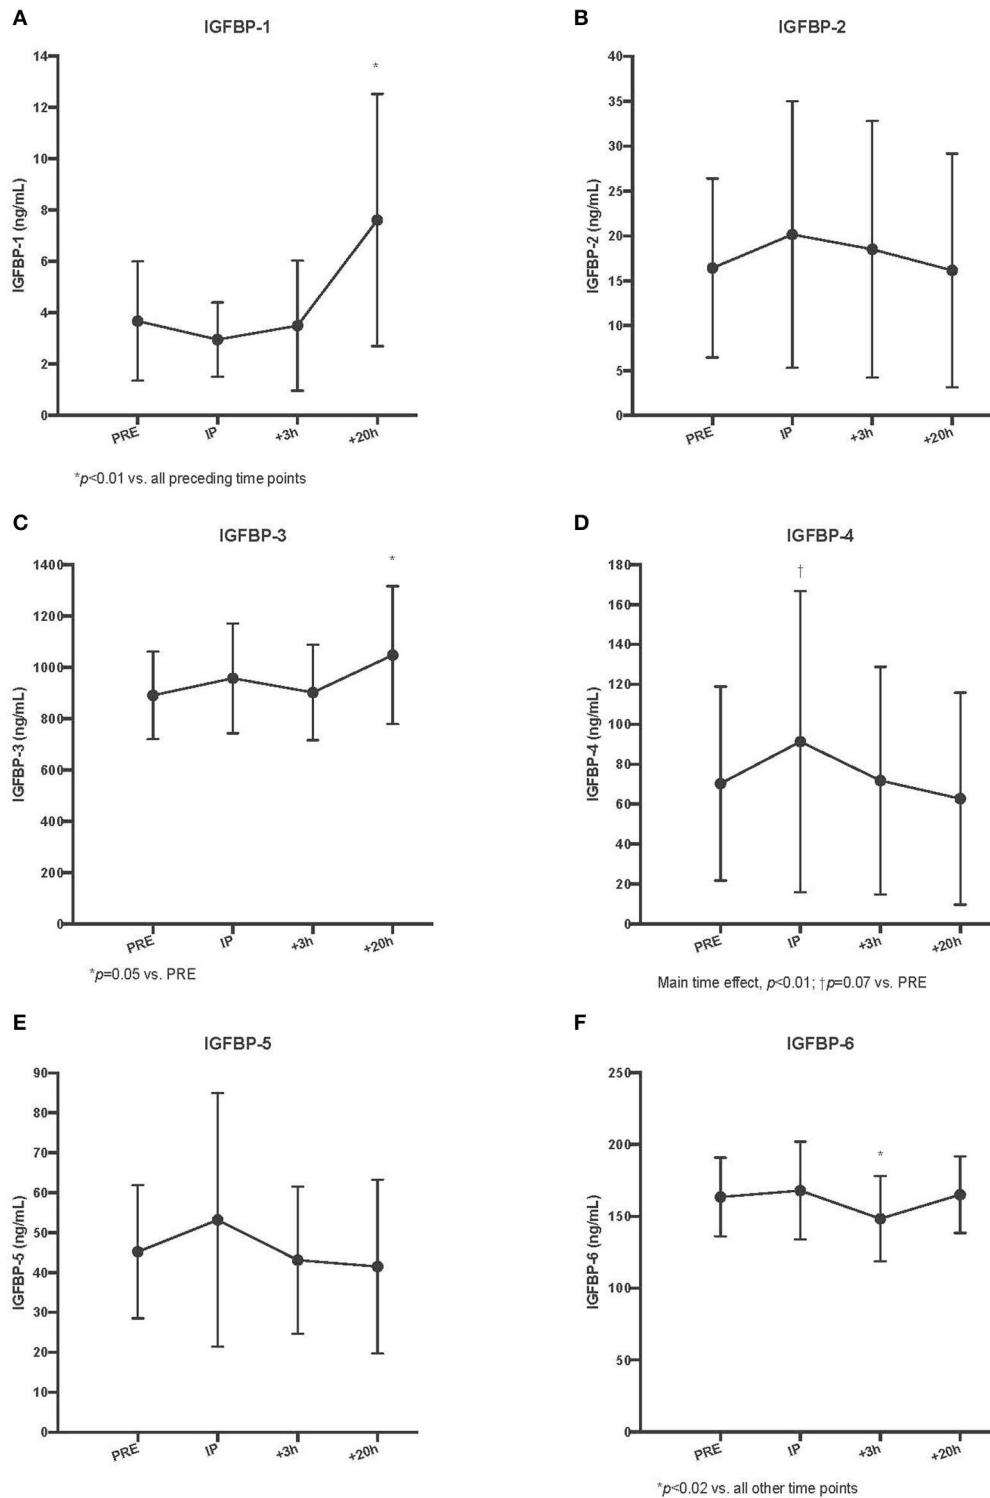 A
IGFBP-1
IGFBP-1 (ng/mL)
14
12
10
8
6
4
2
0
*
PRE IP +3h +20h
*p<0.01 vs. all preceding time points
B
IGFBP-2
IGFBP-2 (ng/mL)
40
35
30
25
20
15
10
5
0
PRE IP +3h +20h
C
IGFBP-3
IGFBP-3 (ng/mL)
1400
1200
1000
800
600
400
200
0
*
PRE IP +3h +20h
*p=0.05 vs. PRE
D
IGFBP-4
IGFBP-4 (ng/mL)
180
160
140
120
100
80
60
40
20
0
†
PRE IP +3h +20h
Main time effect, p<0.01; †p=0.07 vs. PRE
E
IGFBP-5
IGFBP-5 (ng/mL)
90
80
70
60
50
40
30
20
10
0
PRE IP +3h +20h
F
IGFBP-6
IGFBP-6 (ng/mL)
250
200
150
100
50
0
*
PRE IP +3h +20h
*p<0.02 vs. all other time points